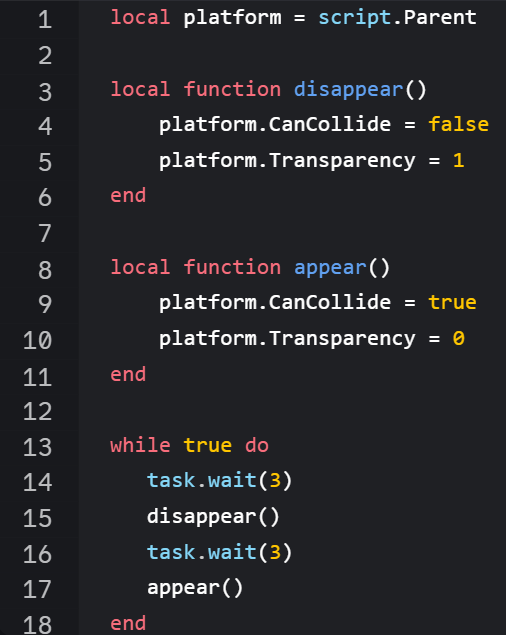 1 local platform = script.Parent
2
3 local function disappear()
4     platform.CanCollide = false
5     platform.Transparency = 1
6 end
7
8 local function appear()
9     platform.CanCollide = true
10     platform.Transparency = 0
11 end
12
13 while true do
14    task.wait(3)
15    disappear()
16    task.wait(3)
17    appear()
18 end